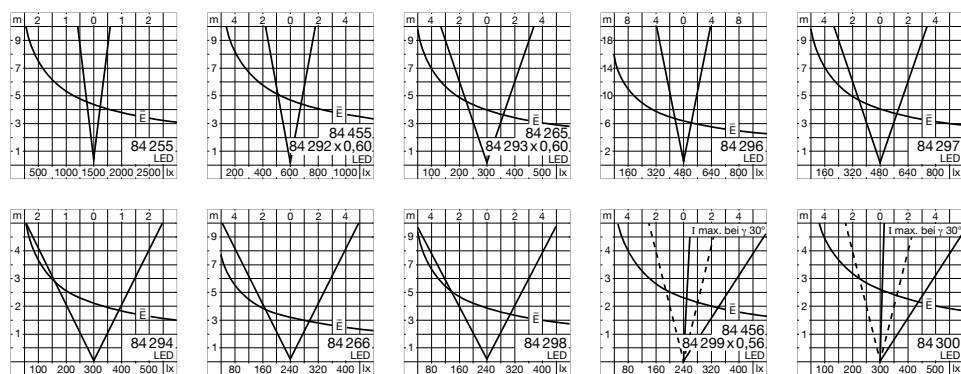 m 2 0 2
9
5
3
1
Ē
84 255.
LED
500 1000 1500 2000 2500 lx
m 4 2 0 2 4
9
5
3
1
Ē
84 455.
84 292 x 0,60.
LED
200 400 600 800 1000 lx
m 4 2 0 2 4
9
5
3
1
Ē
84 265.
84 293 x 0,60.
LED
100 200 300 400 500 lx
m 8 4 0 4 8
18
14
10
6
2
Ē
84 296.
LED
160 320 480 640 800 lx
m 4 2 0 2 4
9
5
3
1
Ē
84 297
LED
160 320 480 640 800 lx
m 2 1 0 1 2
4
3
2
1
Ē
84 294.
LED
100 200 300 400 500 lx
m 4 2 0 2 4
9
7
5
3
1
Ē
84 266.
LED
80 160 240 320 400 lx
m 4 2 0 2 4
9
7
5
3
1
Ē
84 298.
LED
80 160 240 320 400 lx
m 4 2 0 2 4
I max. bei γ 30°
9
7
5
3
1
Ē
84 456.
84 299 x 0,56.
LED
80 160 240 320 400 lx
m 4 2 0 2 4
I max. bei γ 30°
9
7
5
3
1
Ē
84 300
LED
100 200 300 400 500 lx